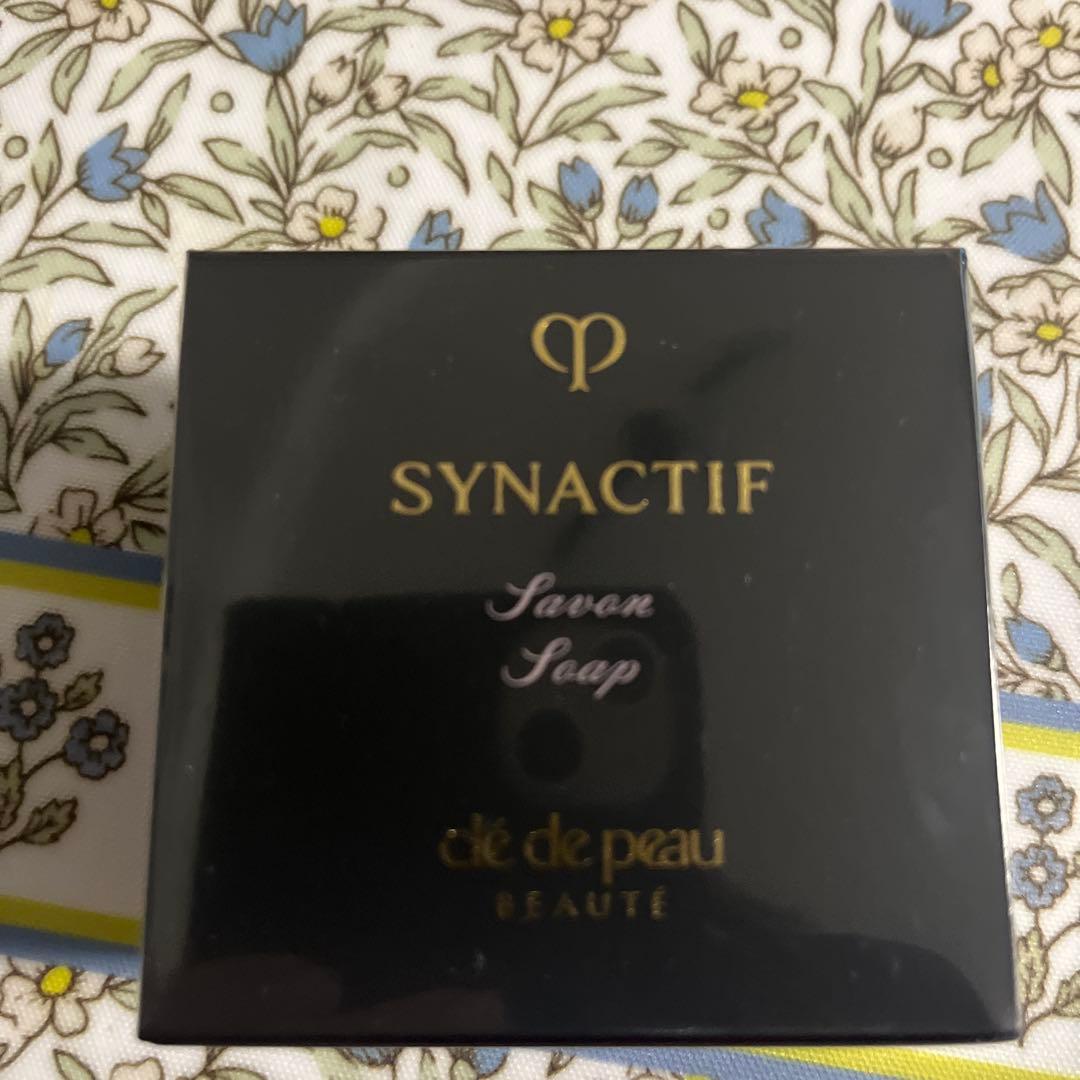 SYNACTIF
Savon
Soap
clé de peau
BEAUTÉ